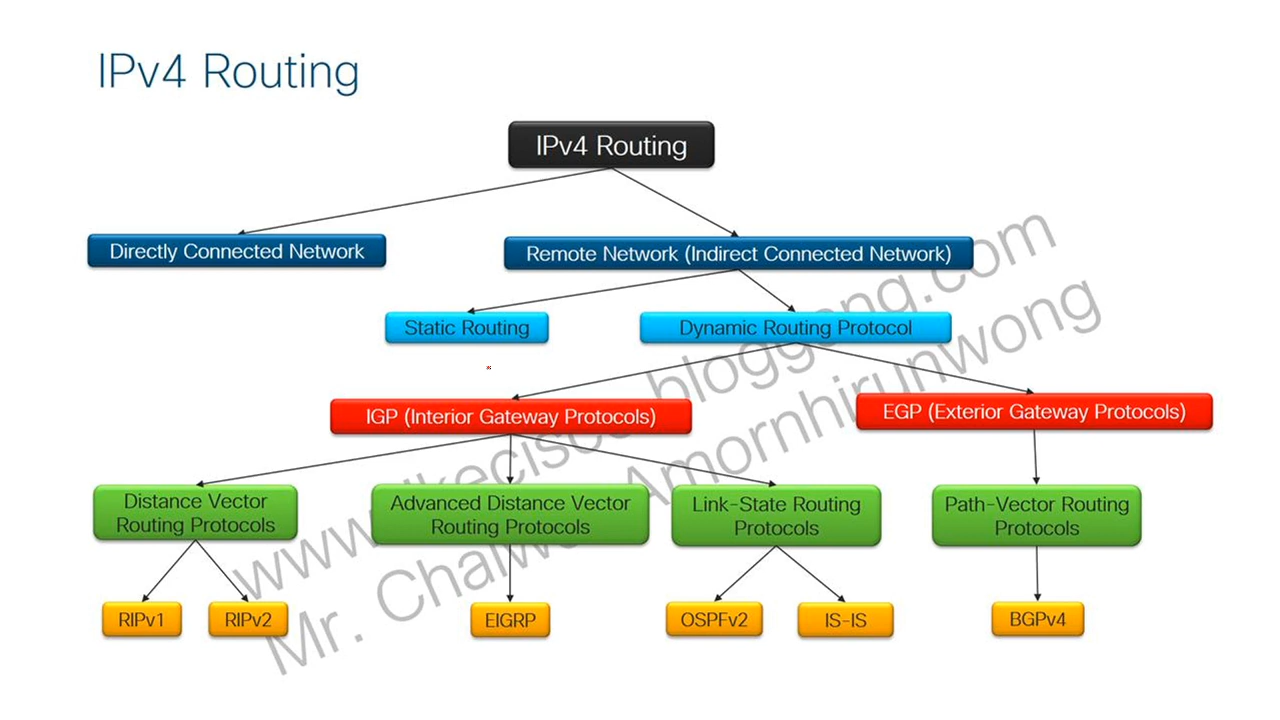 IPv4 Routing
IPv4 Routing
Directly Connected Network
Remote Network (Indirect Connected Network)
Static Routing
Dynamic Routing Protocol
IGP (Interior Gateway Protocols)
EGP (Exterior Gateway Protocols)
Distance Vector
Routing Protocols
Advanced Distance Vector
Routing Protocols
Link-State Routing
Protocols
Path-Vector Routing
Protocols
RIPv1
RIPv2
EIGRP
OSPFv2
IS-IS
BGPv4
Mr.
Amornhirunwong